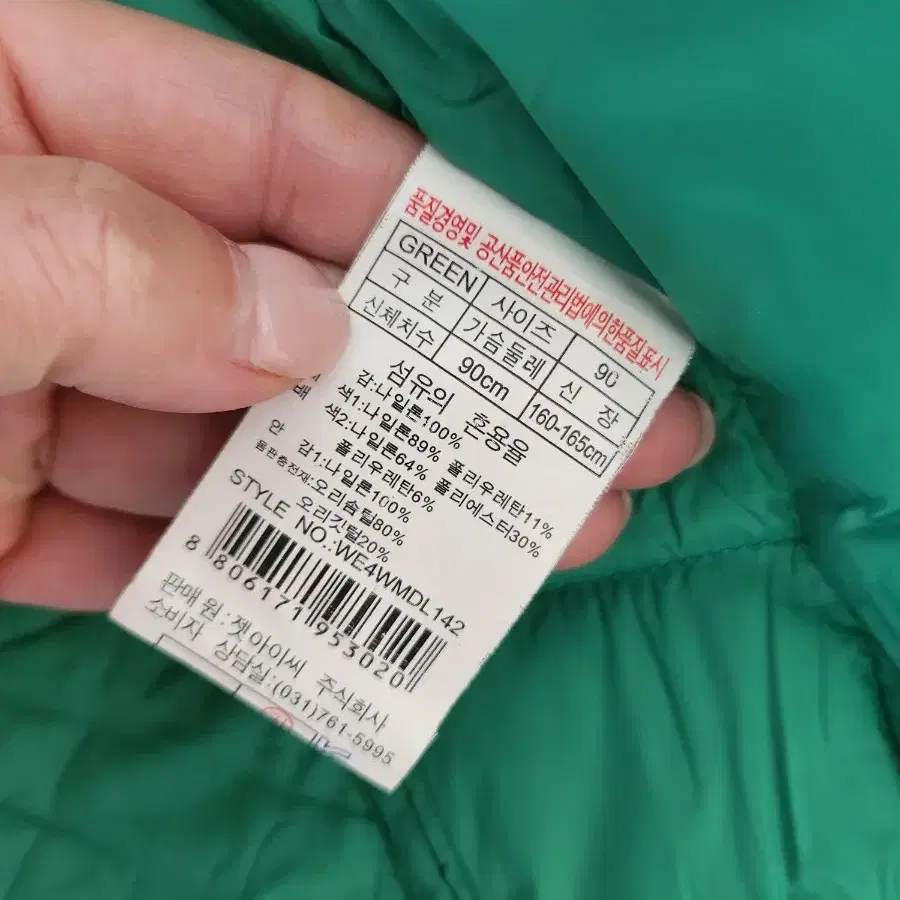 품질경영및 공산품안전관리법에의한품질표시
GREEN 사이즈 90
구 분 가슴둘레 신 장
신체치수 90cm 160-165cm
섬유의 혼용율
감:나일론100%
배 색1:나일론89% 폴리우레탄11%
색2:나일론64% 폴리에스터30%
폴리우레탄6%
안 감1:나일론100%
몸판충전재:오리솜털80%
오리깃털20%
STYLE NO.:WE4WMDL142
8 806171 953020
판매원:젯아이씨 주식회사
소비자 상담실:(031)761-5995